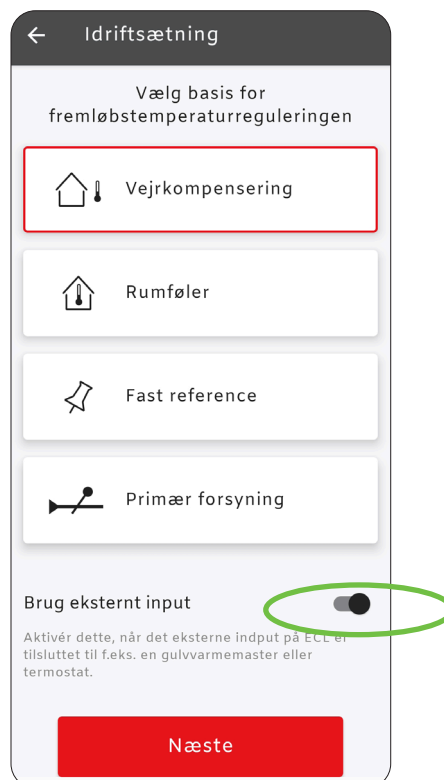 Idriftsætning
Vælg basis for
fremløbstemperaturreguleringen
Vejrkompensering
Rumføler
Fast reference
Primær forsyning
Brug eksternt input
Aktivér dette, når det eksterne indput på ECL er
tilsluttet til f.eks. en gulvvarmemaster eller
termostat.
Næste